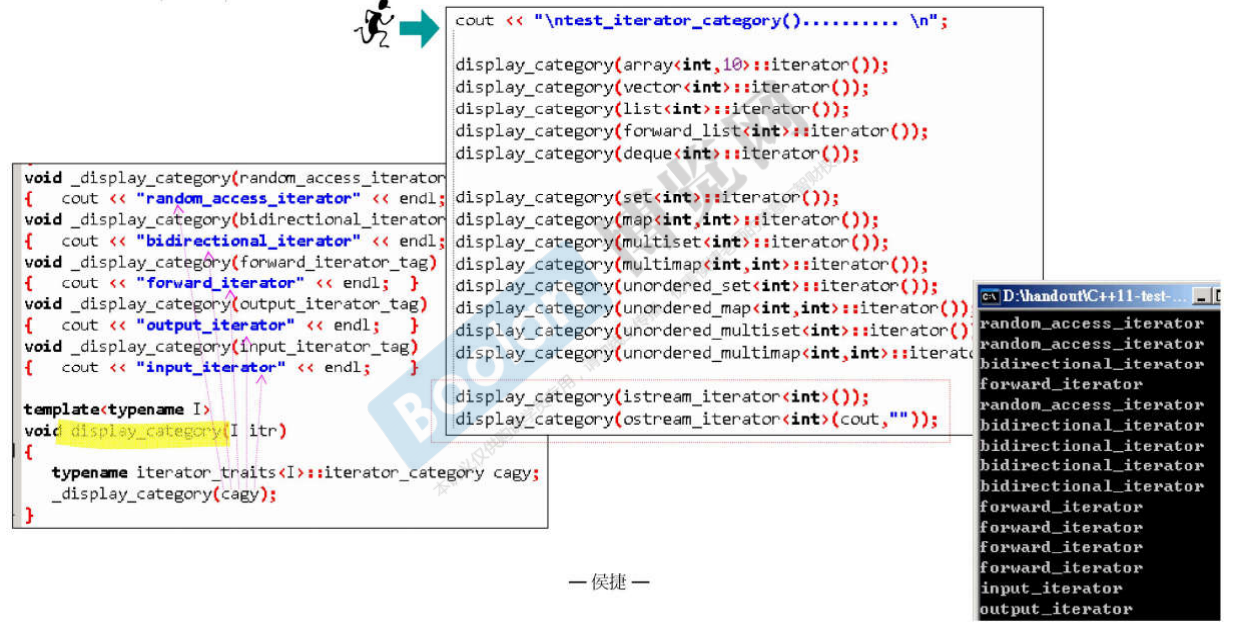 cout << "\ntest_iterator_category().......... \n";
display_category(array<int,10>::iterator());
display_category(vector<int>::iterator());
display_category(list<int>::iterator());
display_category(forward_list<int>::iterator());
display_category(deque<int>::iterator());
display_category(set<int>::iterator());
display_category(map<int,int>::iterator());
display_category(multiset<int>::iterator());
display_category(multimap<int,int>::iterator());
display_category(unordered_set<int>::iterator());
display_category(unordered_map<int,int>::iterator());
display_category(unordered_multiset<int>::iterator()
display_category(unordered_multimap<int,int>::iterato
display_category(istream_iterator<int>());
display_category(ostream_iterator<int>(cout,""));
void _display_category(random_access_iterator
{ cout << "random_access_iterator" << endl;
void _display_category(bidirectional_iterator
{ cout << "bidirectional_iterator" << endl;
void _display_category(forward_iterator_tag)
{ cout << "forward_iterator" << endl; }
void _display_category(output_iterator_tag)
{ cout << "output_iterator" << endl; }
void _display_category(input_iterator_tag)
{ cout << "input_iterator" << endl; }
template<typename I>
void display_category(I itr)
{
typename iterator_traits<I>::iterator_category cagy;
_display_category(cagy);
}
D:\handout\C++11-test-...
random_access_iterator
random_access_iterator
bidirectional_iterator
forward_iterator
random_access_iterator
bidirectional_iterator
bidirectional_iterator
bidirectional_iterator
bidirectional_iterator
forward_iterator
forward_iterator
forward_iterator
forward_iterator
input_iterator
output_iterator
Boolan
博览网
— 侯捷 —